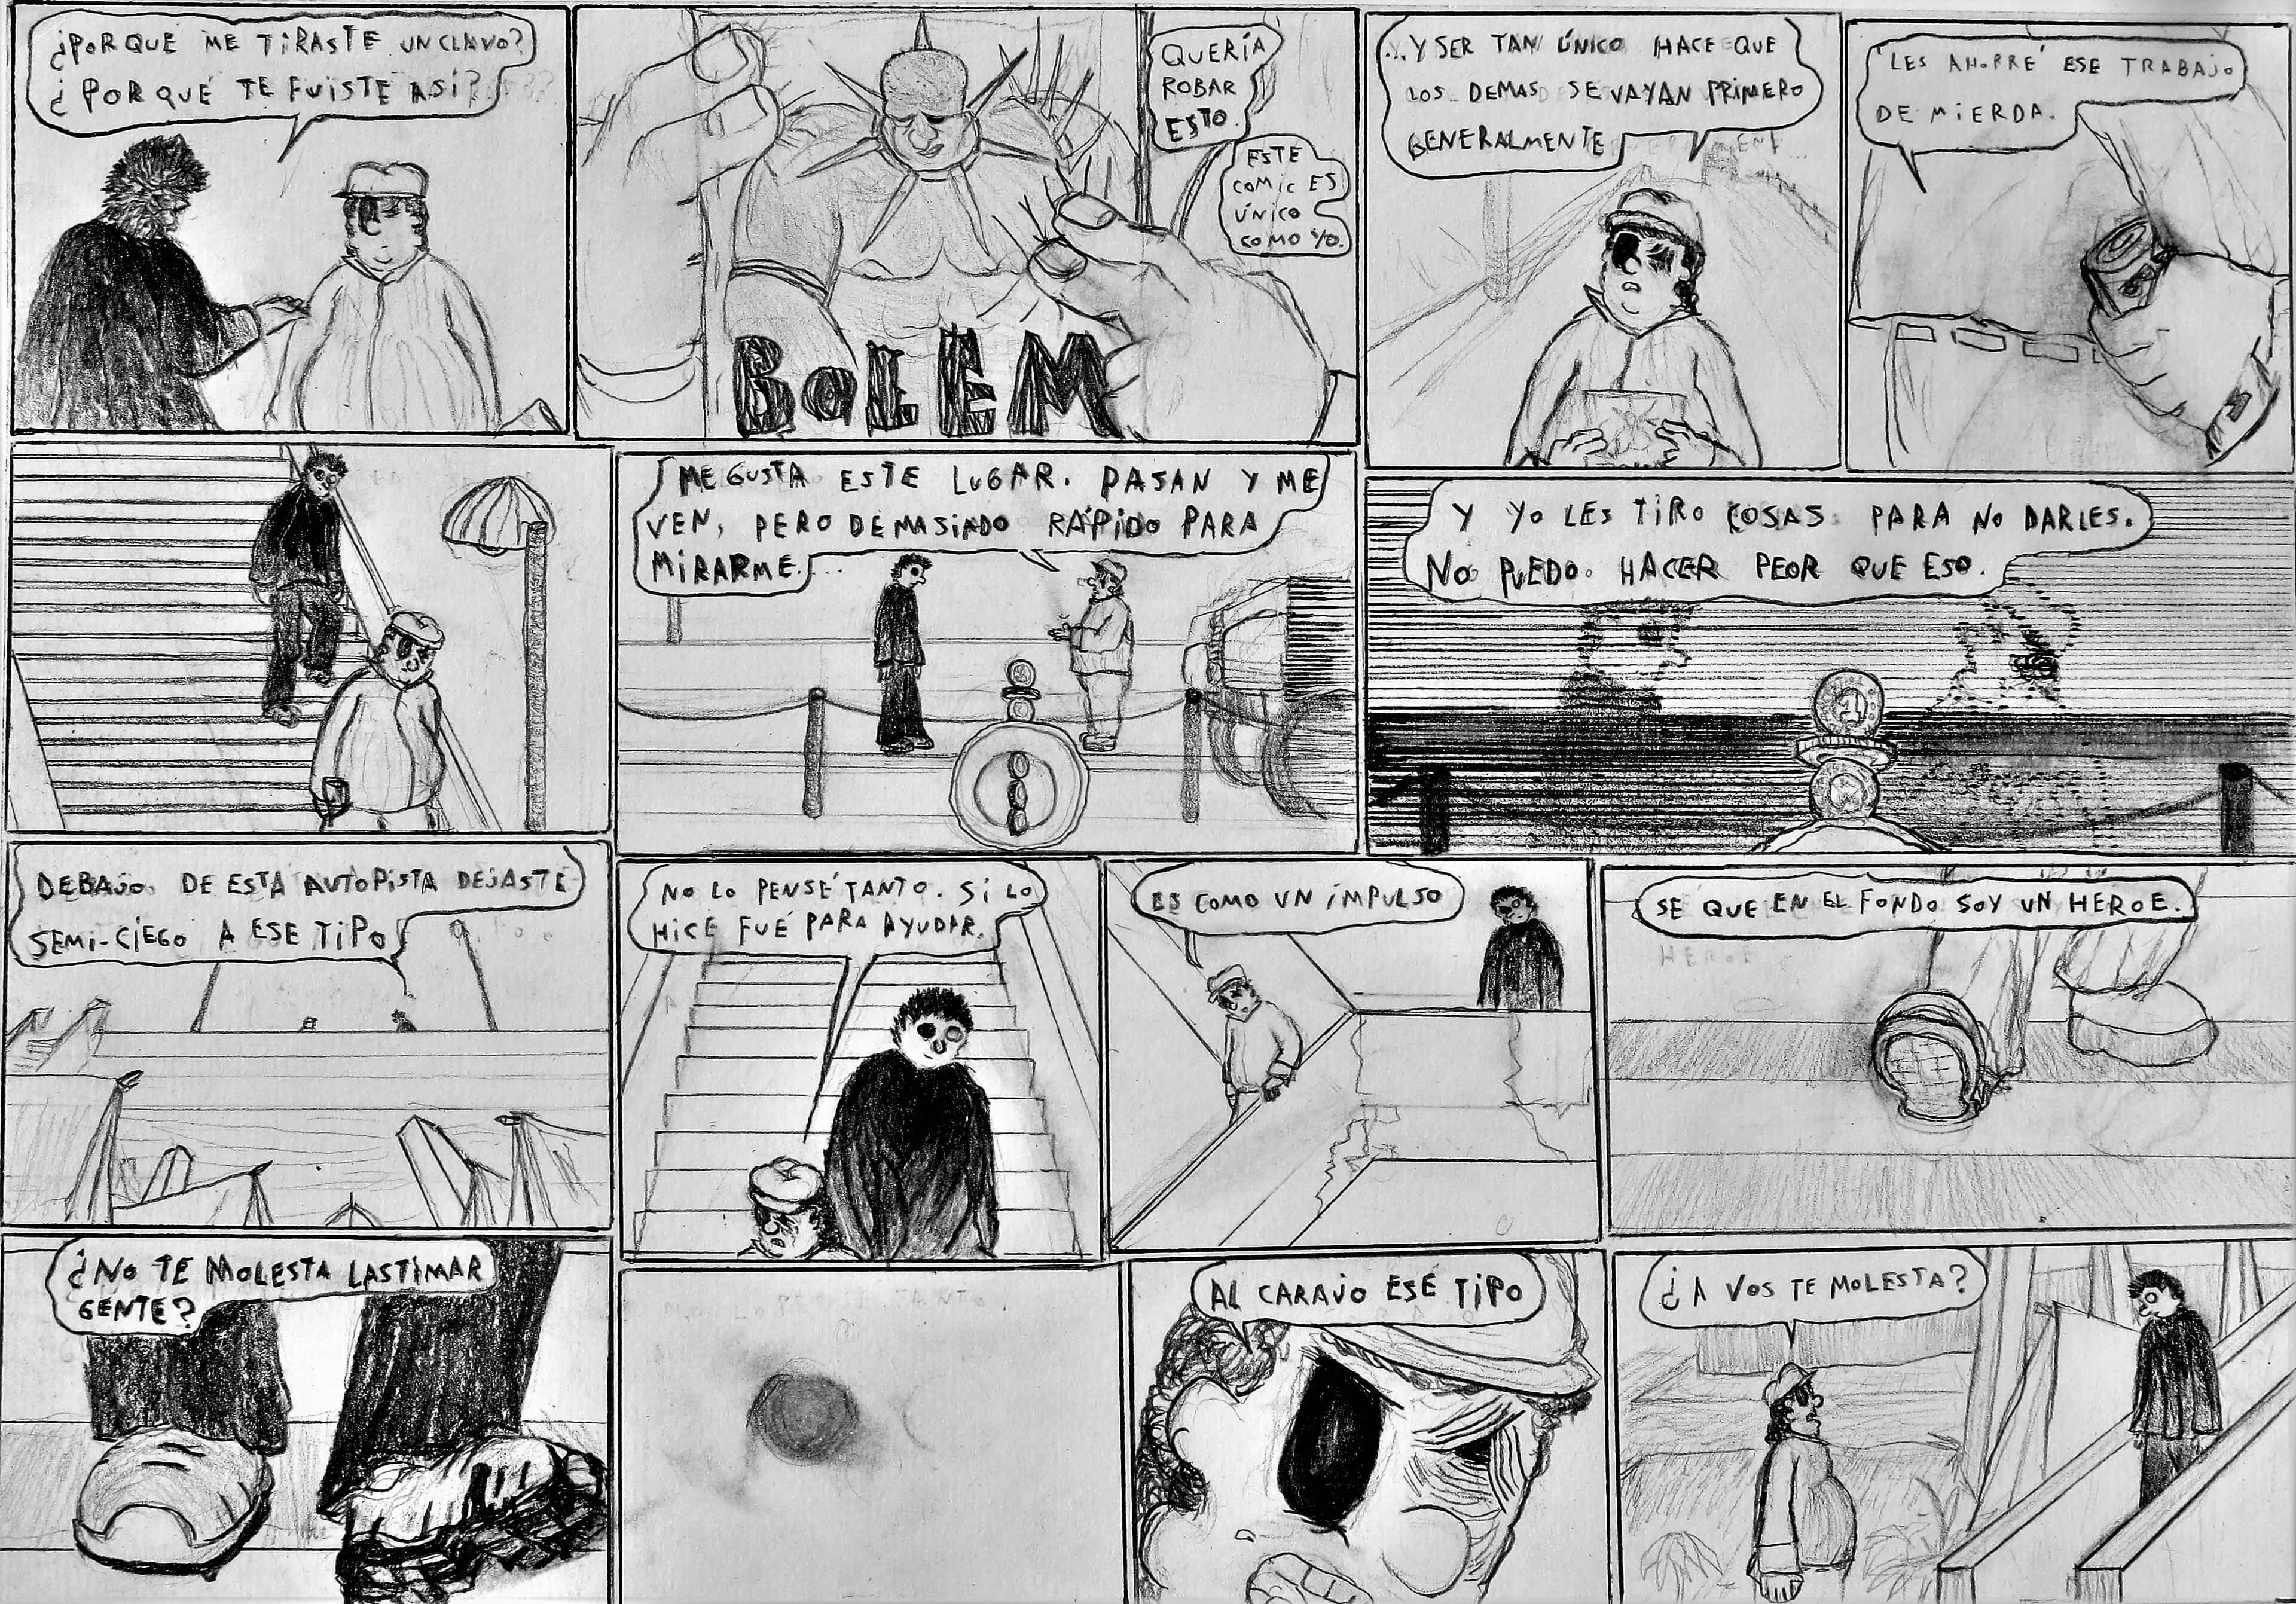 ¿PORQUE ME TIRASTE UN CLAVO?
¿PORQUÉ TE FUISTE ASÍ?
QUERÍA
ROBAR
ESTO.
ESTE
COMIC ES
ÚNICO
COMO YO.
BOLEM
...Y SER TAN ÚNICO HACE QUE
LOS DEMAS SE VAYAN PRIMERO
GENERALMENTE
LES AHORRÉ ESE TRABAJO
DE MIERDA.
ME GUSTA ESTE LUGAR. PASAN Y ME
VEN, PERO DEMASIADO RÁPIDO PARA
MIRARME.
Y YO LES TIRO COSAS PARA NO DARLES.
NO PUEDO HACER PEOR QUE ESO.
1
DEBAJO DE ESTA AUTOPISTA DEJASTE
SEMI-CIEGO A ESE TIPO
NO LO PENSÉ TANTO. SI LO
HICE FUÉ PARA AYUDAR.
ES COMO UN IMPULSO
SÉ QUE EN EL FONDO SOY UN HEROE.
¿NO TE MOLESTA LASTIMAR
GENTE?
AL CARAJO ESE TIPO
¿A VOS TE MOLESTA?